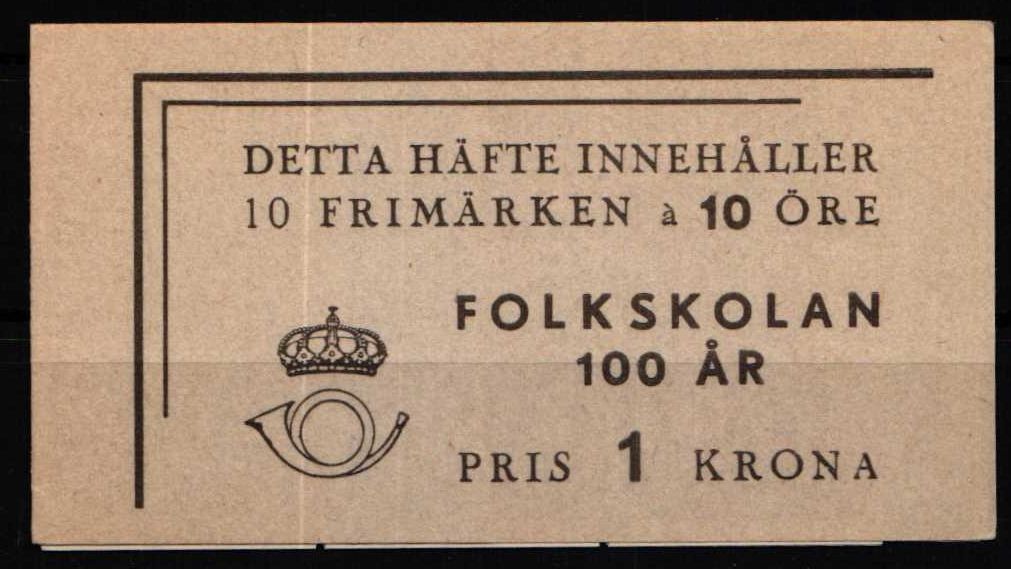 DETTA HÄFTE INNEHÅLLER
10 FRIMÄRKEN à 10 ÖRE
FOLKSKOLAN
100 ÅR
PRIS 1 KRONA